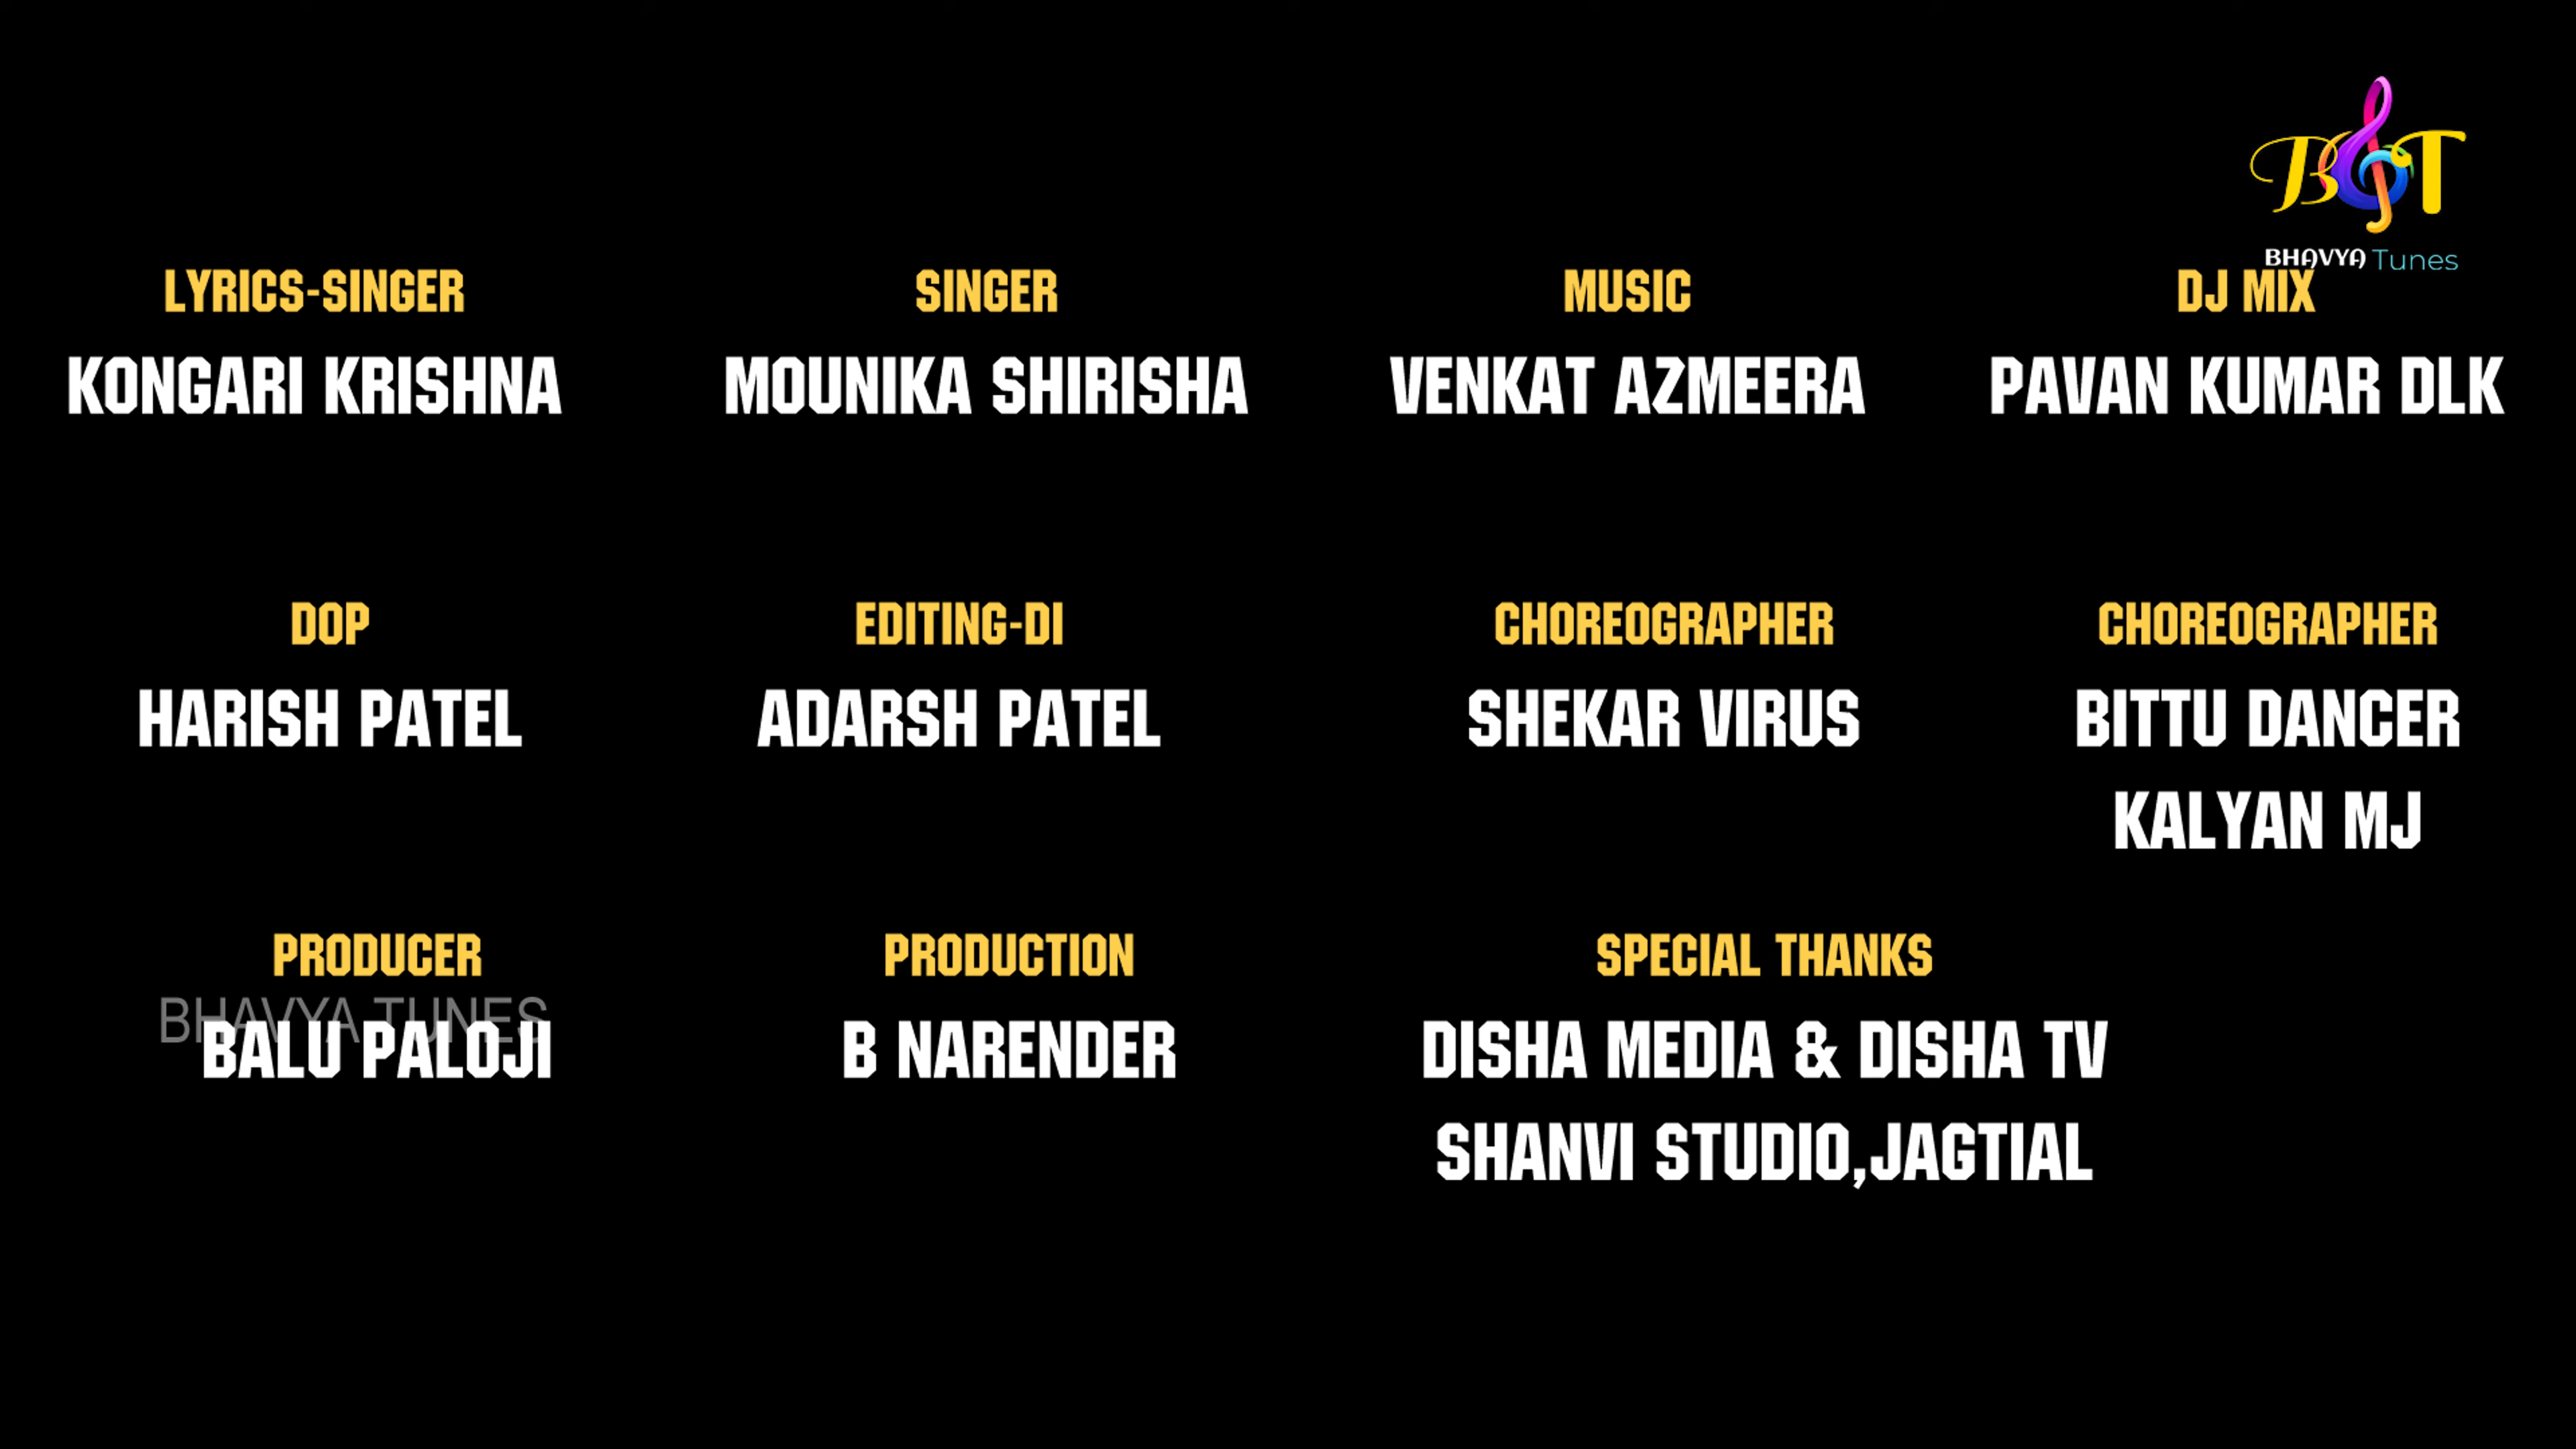 B T
BHAVYA Tunes
LYRICS-SINGER
KONGARI KRISHNA
SINGER
MOUNIKA SHIRISHA
MUSIC
VENKAT AZMEERA
DJ MIX
PAVAN KUMAR DLK
DOP
HARISH PATEL
EDITING-DI
ADARSH PATEL
CHOREOGRAPHER
SHEKAR VIRUS
CHOREOGRAPHER
BITTU DANCER
KALYAN MJ
PRODUCER
BHAVYA TUNES
BALU PALOJI
PRODUCTION
B NARENDER
SPECIAL THANKS
DISHA MEDIA & DISHA TV
SHANVI STUDIO,JAGTIAL